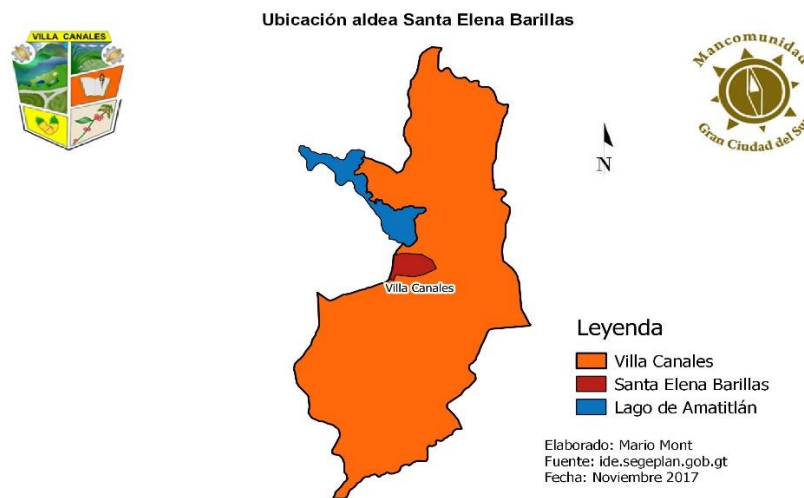 Ubicación aldea Santa Elena Barillas
VILLA CANALES
Mancomunidad
Gran Ciudad del Sur
N
Villa Canales
Leyenda
Villa Canales
Santa Elena Barillas
Lago de Amatitlán
Elaborado: Mario Mont
Fuente: ide.segeplan.gob.gt
Fecha: Noviembre 2017